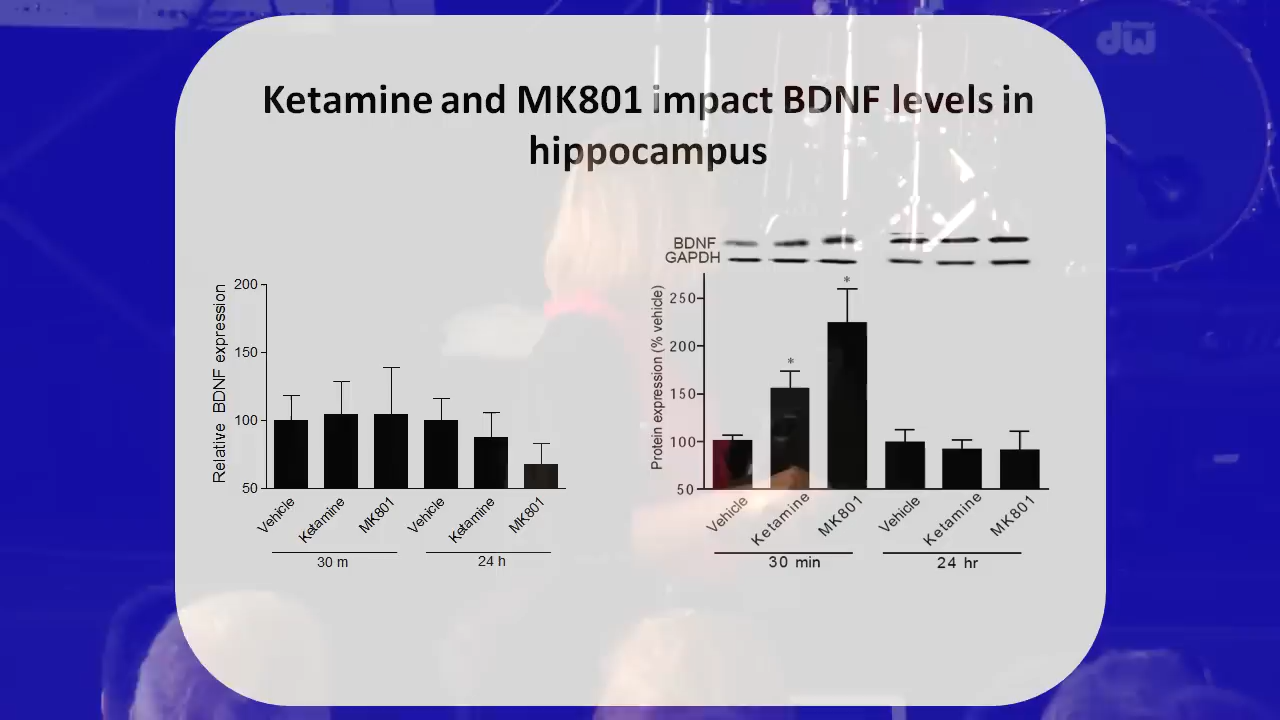 dw
Ketamine and MK801 impact BDNF levels in
hippocampus
BDNF
GAPDH
Relative BDNF expression
200
150
100
50
Vehicle
Ketamine
MK801
Vehicle
Ketamine
MK801
30 m
24 h
Protein expression (% vehicle)
250
200
150
100
50
*
*
Vehicle
Ketamine
MK801
Vehicle
Ketamine
MK801
30 min
24 hr